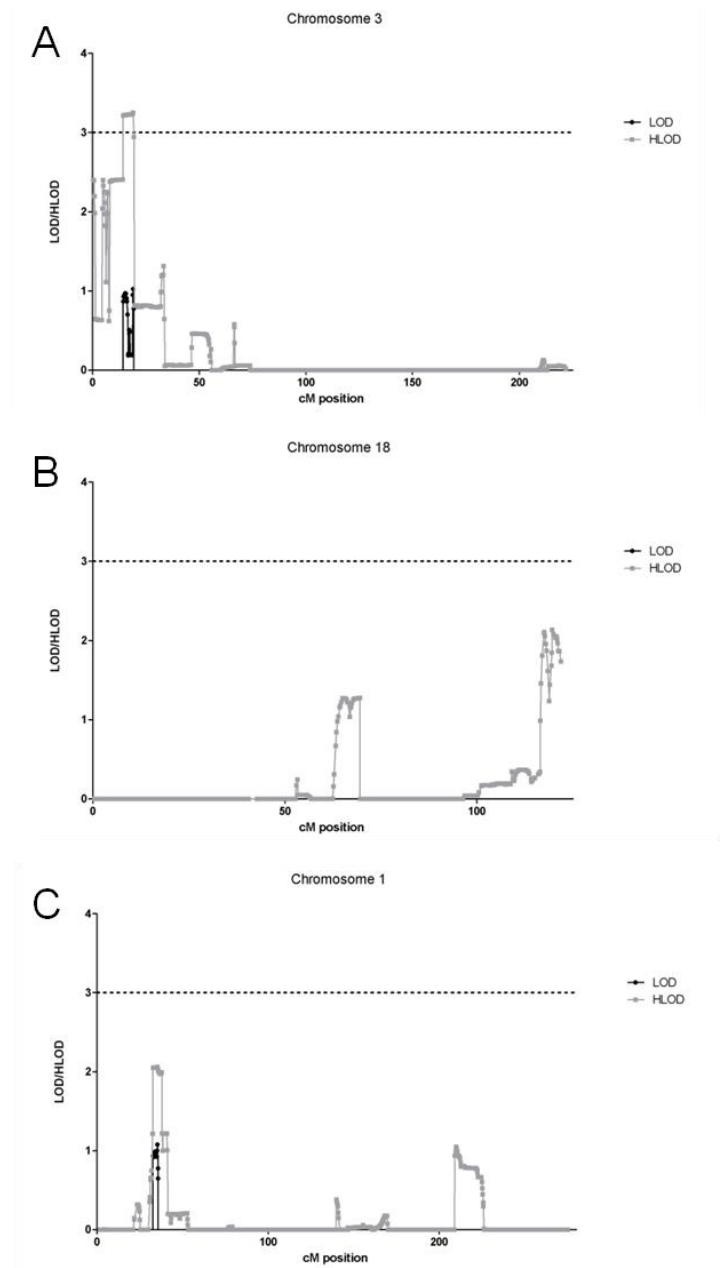 A
Chromosome 3
4
3
2
1
0
LOD/HLOD
0 50 100 150 200
cM position
LOD
HLOD
B
Chromosome 18
4
3
2
1
0
LOD/HLOD
0 50 100
cM position
LOD
HLOD
C
Chromosome 1
4
3
2
1
0
LOD/HLOD
0 100 200
cM position
LOD
HLOD